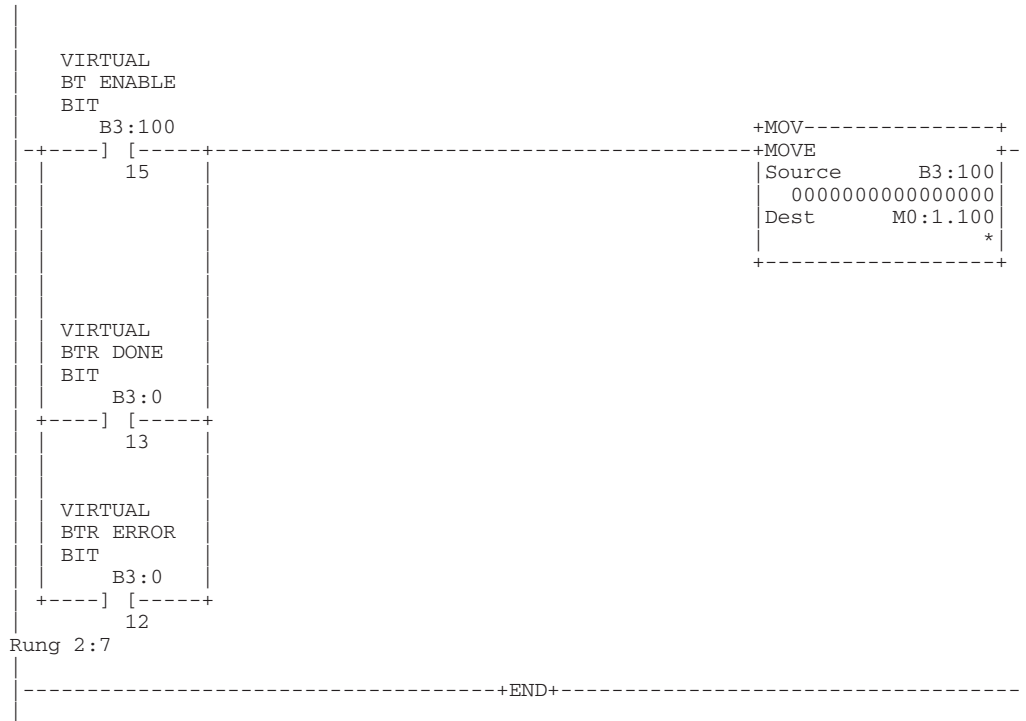 VIRTUAL
BT ENABLE
BIT
B3:100 +MOV---------------+
-+----] [-----+------------------------------------------+MOVE +-
15 |Source B3:100|
0000000000000000|
|Dest M0:1.100|
*|
+------------------+
VIRTUAL
BTR DONE
BIT
B3:0
+----] [-----+
13
VIRTUAL
BTR ERROR
BIT
B3:0
+----] [-----+
12
Rung 2:7
|-------------------------------------+END+------------------------------------